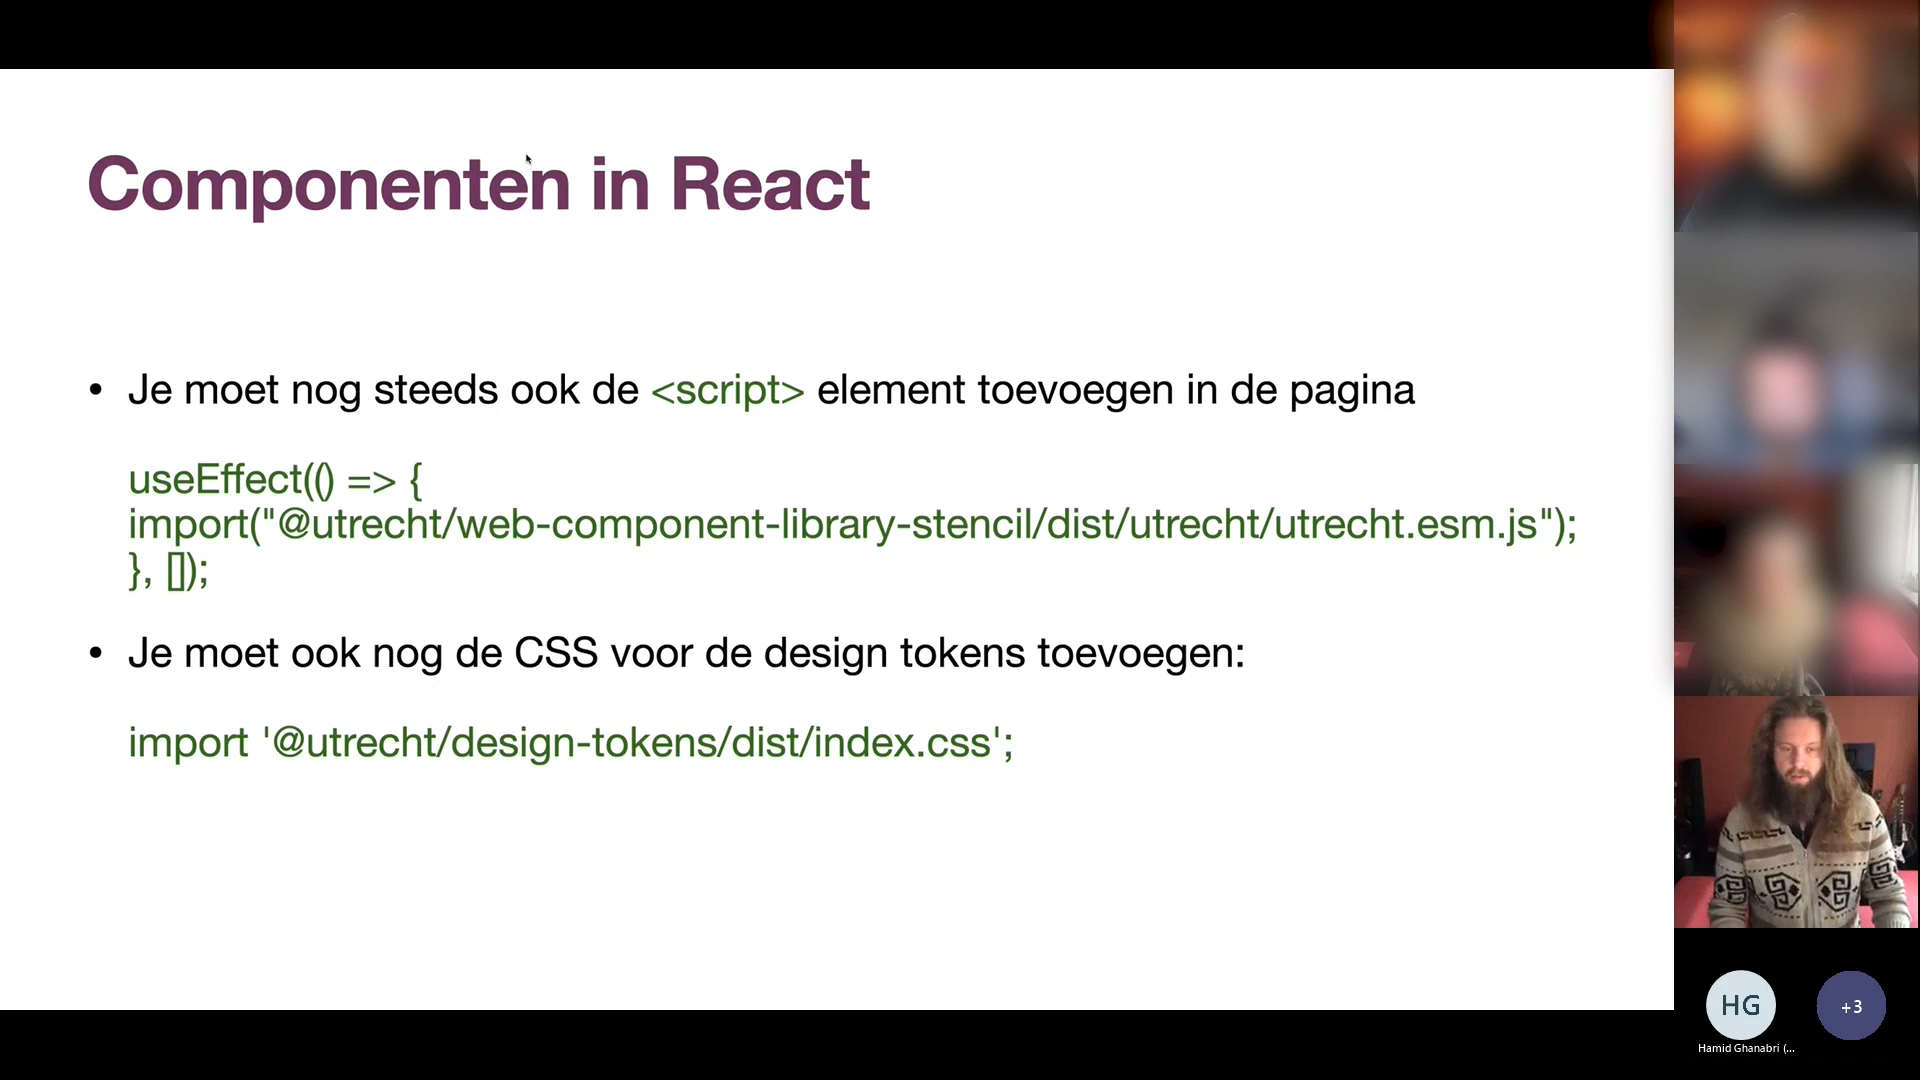 Componenten in React
• Je moet nog steeds ook de <script> element toevoegen in de pagina
useEffect(() => {
import("@utrecht/web-component-library-stencil/dist/utrecht/utrecht.esm.js");
}, []);
• Je moet ook nog de CSS voor de design tokens toevoegen:
import '@utrecht/design-tokens/dist/index.css';
HG
+3
Hamid Ghanabri (...